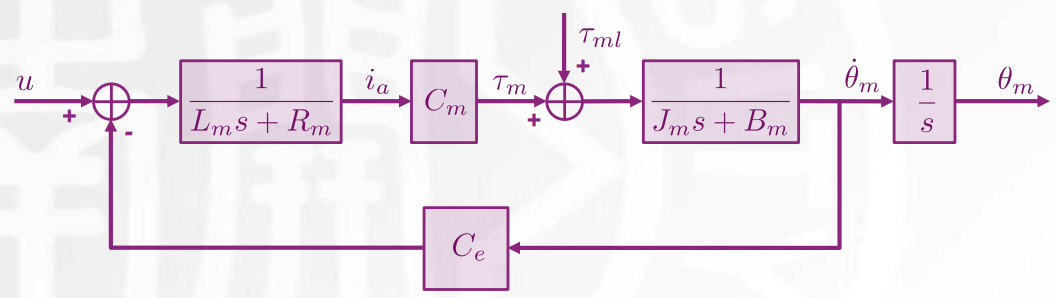 $\tau_{ml}$
+
$u$
+
-
$\frac{1}{L_m s + R_m}$
$i_a$
$C_m$
$\tau_m$
+
$\frac{1}{J_m s + B_m}$
$\dot{\theta}_m$
$\frac{1}{s}$
$\theta_m$
$C_e$